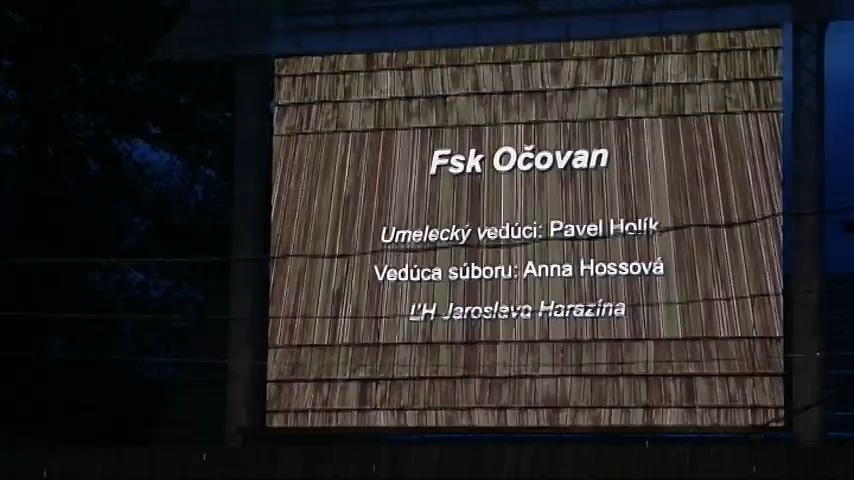 Fsk Očovan
Umelecký vedúci: Pavel Holík
Vedúca súboru: Anna Hossová
ĽH Jaroslava Harazína